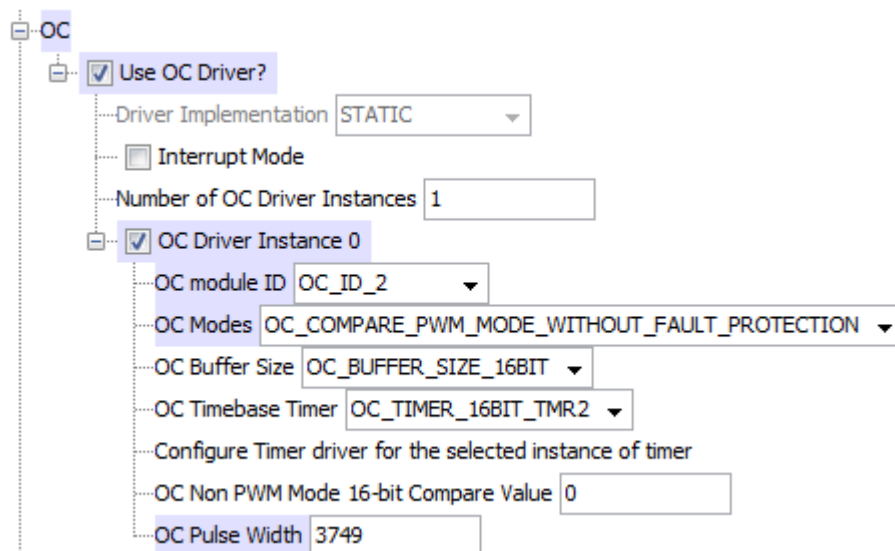 OC
Use OC Driver?
Driver Implementation STATIC
Interrupt Mode
Number of OC Driver Instances 1
OC Driver Instance 0
OC module ID OC_ID_2
OC Modes OC_COMPARE_PWM_MODE_WITHOUT_FAULT_PROTECTION
OC Buffer Size OC_BUFFER_SIZE_16BIT
OC Timebase Timer OC_TIMER_16BIT_TMR2
Configure Timer driver for the selected instance of timer
OC Non PWM Mode 16-bit Compare Value 0
OC Pulse Width 3749